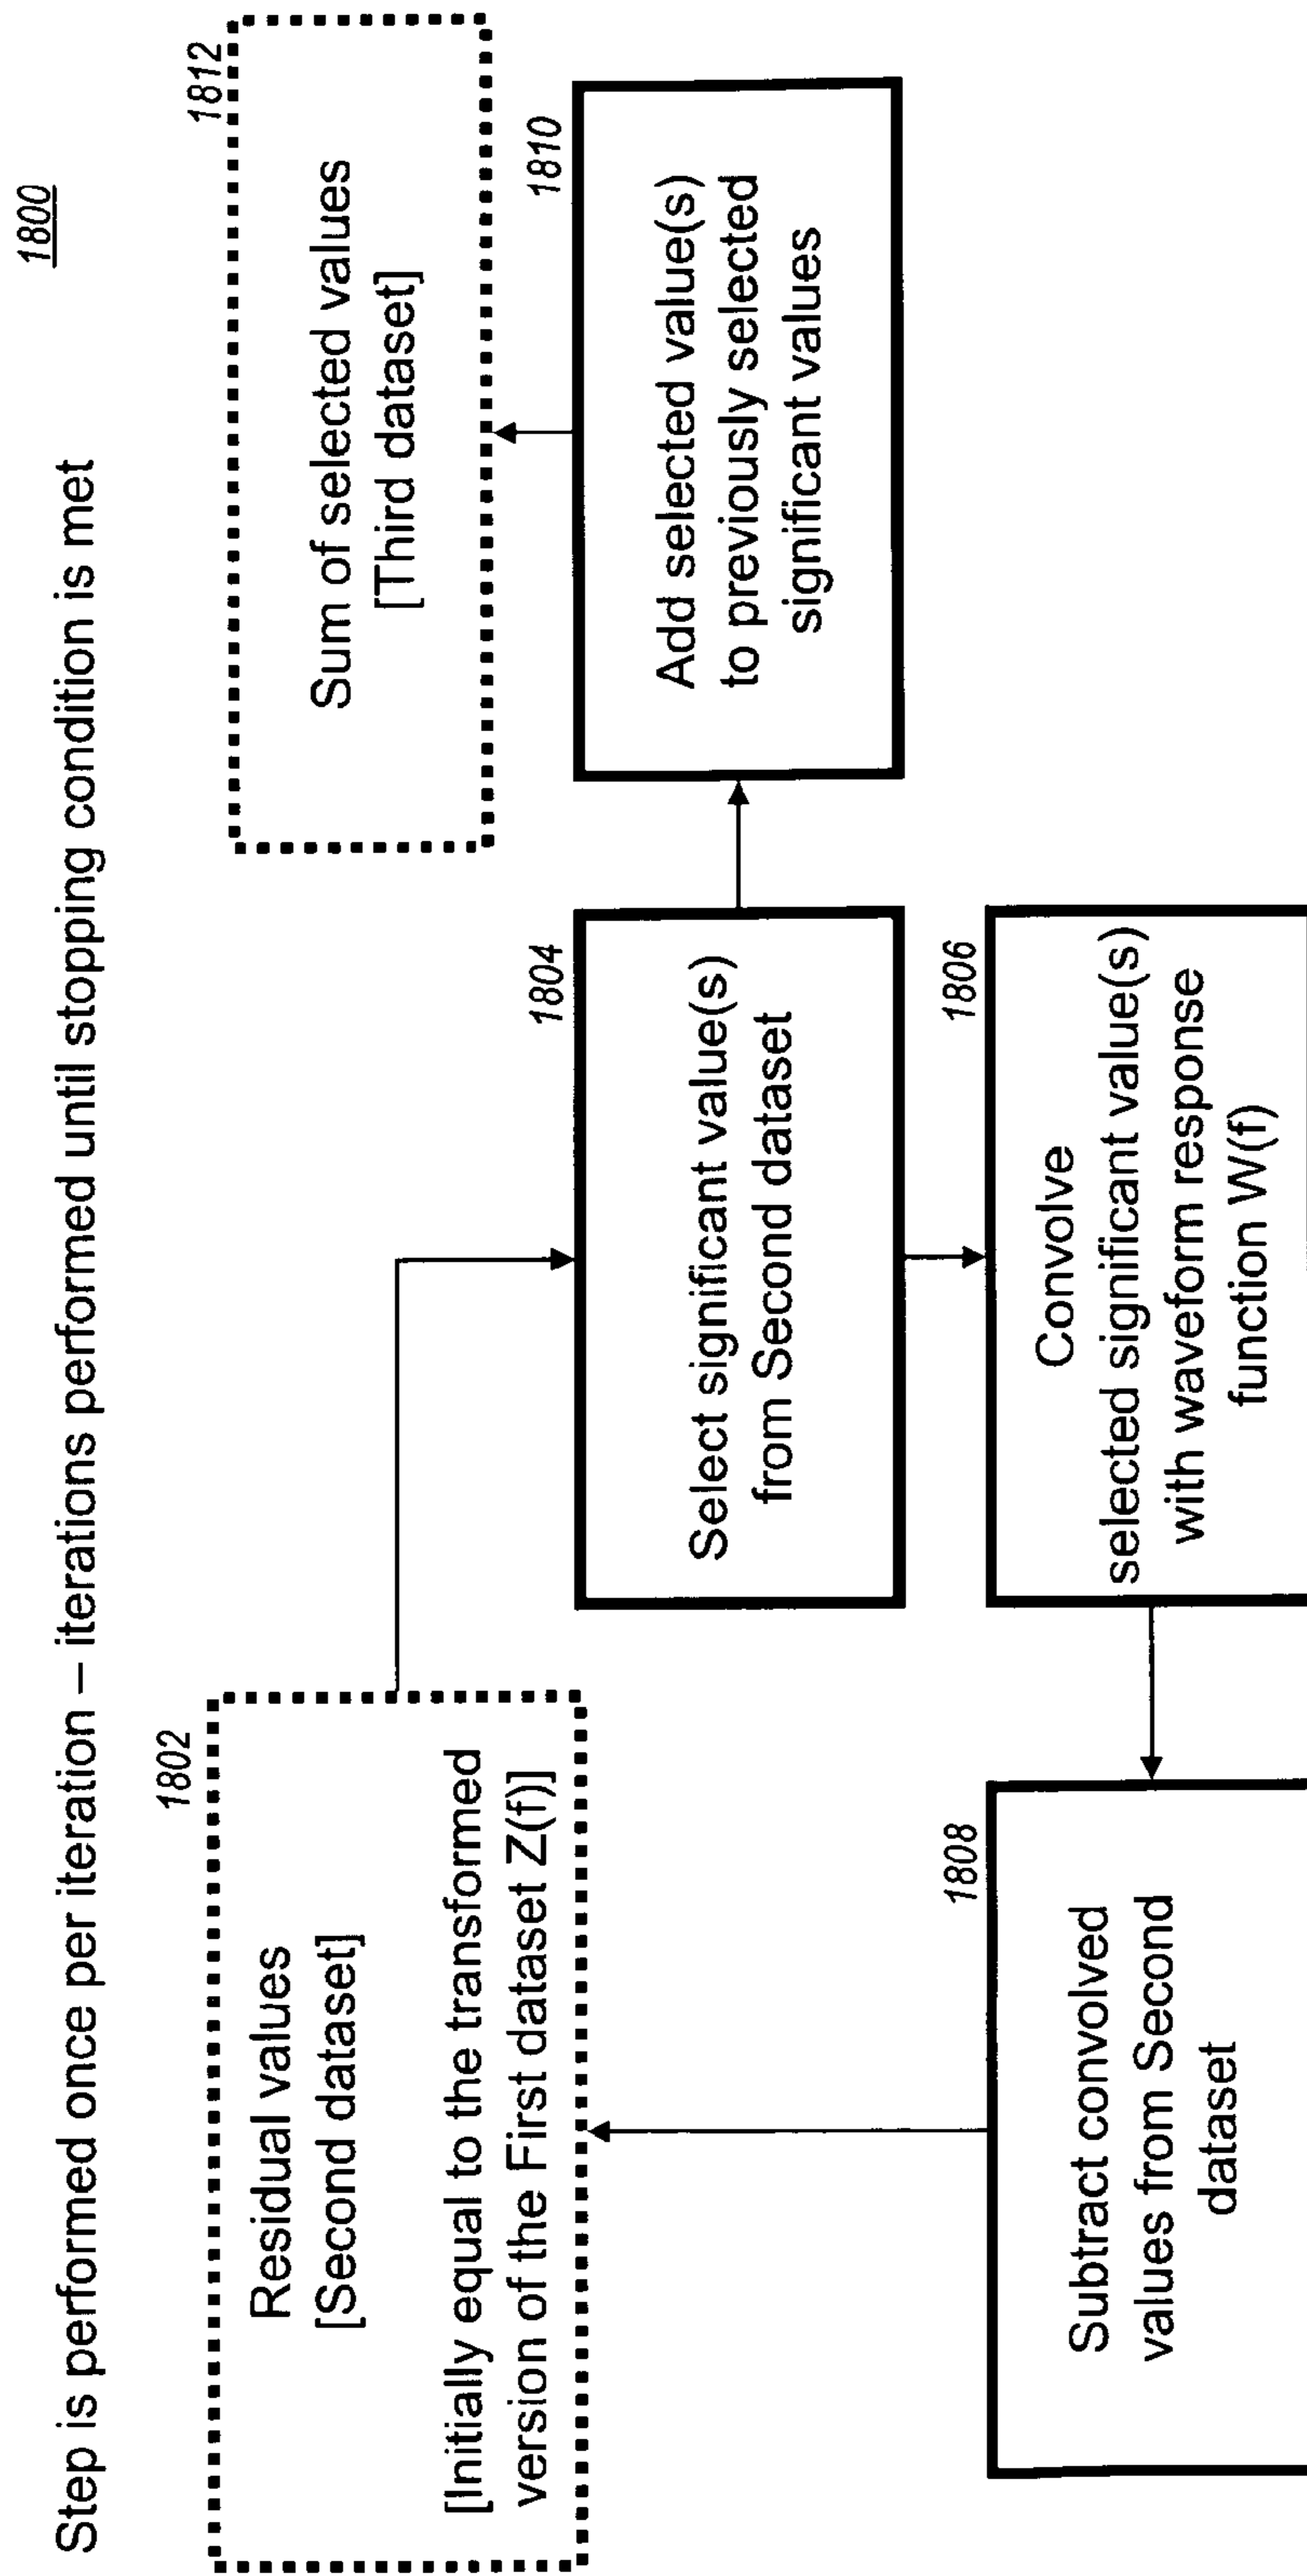 1800
Step is performed once per iteration – iterations performed until stopping condition is met
1802
Residual values
[Second dataset]
[Initially equal to the transformed
version of the First dataset Z(f)]
1804
Select significant value(s)
from Second dataset
1806
Convolve
selected significant value(s)
with waveform response
function W(f)
1808
Subtract convolved
values from Second
dataset
1810
Add selected value(s)
to previously selected
significant values
1812
Sum of selected values
[Third dataset]